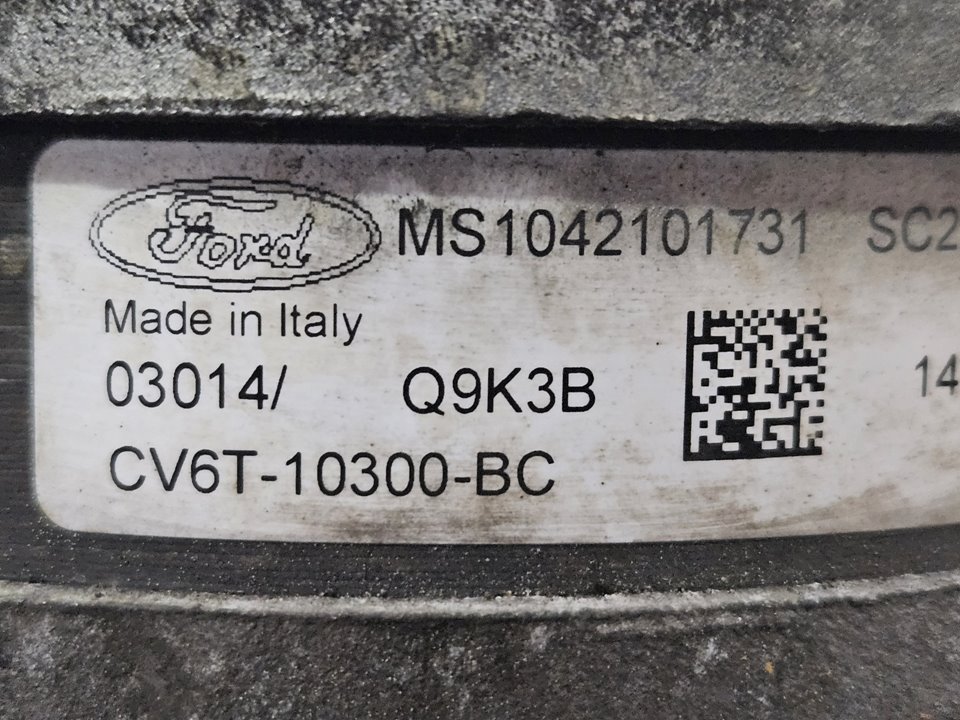 Ford MS1042101731 SC2
Made in Italy
03014/ Q9K3B 14
CV6T-10300-BC